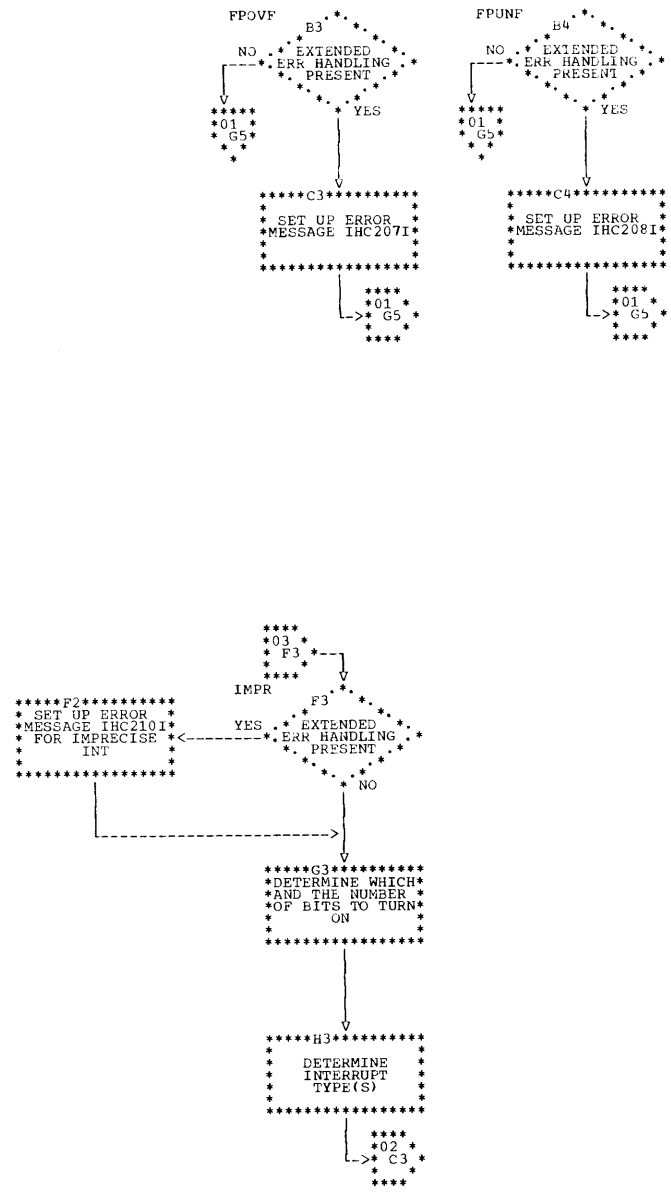 FPOVF
B3
EXTENDED
ERR HANDLING
PRESENT
NO
YES
01
G5
C3
SET UP ERROR
MESSAGE IHC207I
01
G5
FPUNF
B4
EXTENDED
ERR HANDLING
PRESENT
NO
YES
01
G5
C4
SET UP ERROR
MESSAGE IHC208I
01
G5
03
F3
IMPR
F3
EXTENDED
ERR HANDLING
PRESENT
YES
NO
F2
SET UP ERROR
MESSAGE IHC210I
FOR IMPRECISE
INT
G3
DETERMINE WHICH
AND THE NUMBER
OF BITS TO TURN
ON
H3
DETERMINE
INTERRUPT
TYPE(S)
02
C3